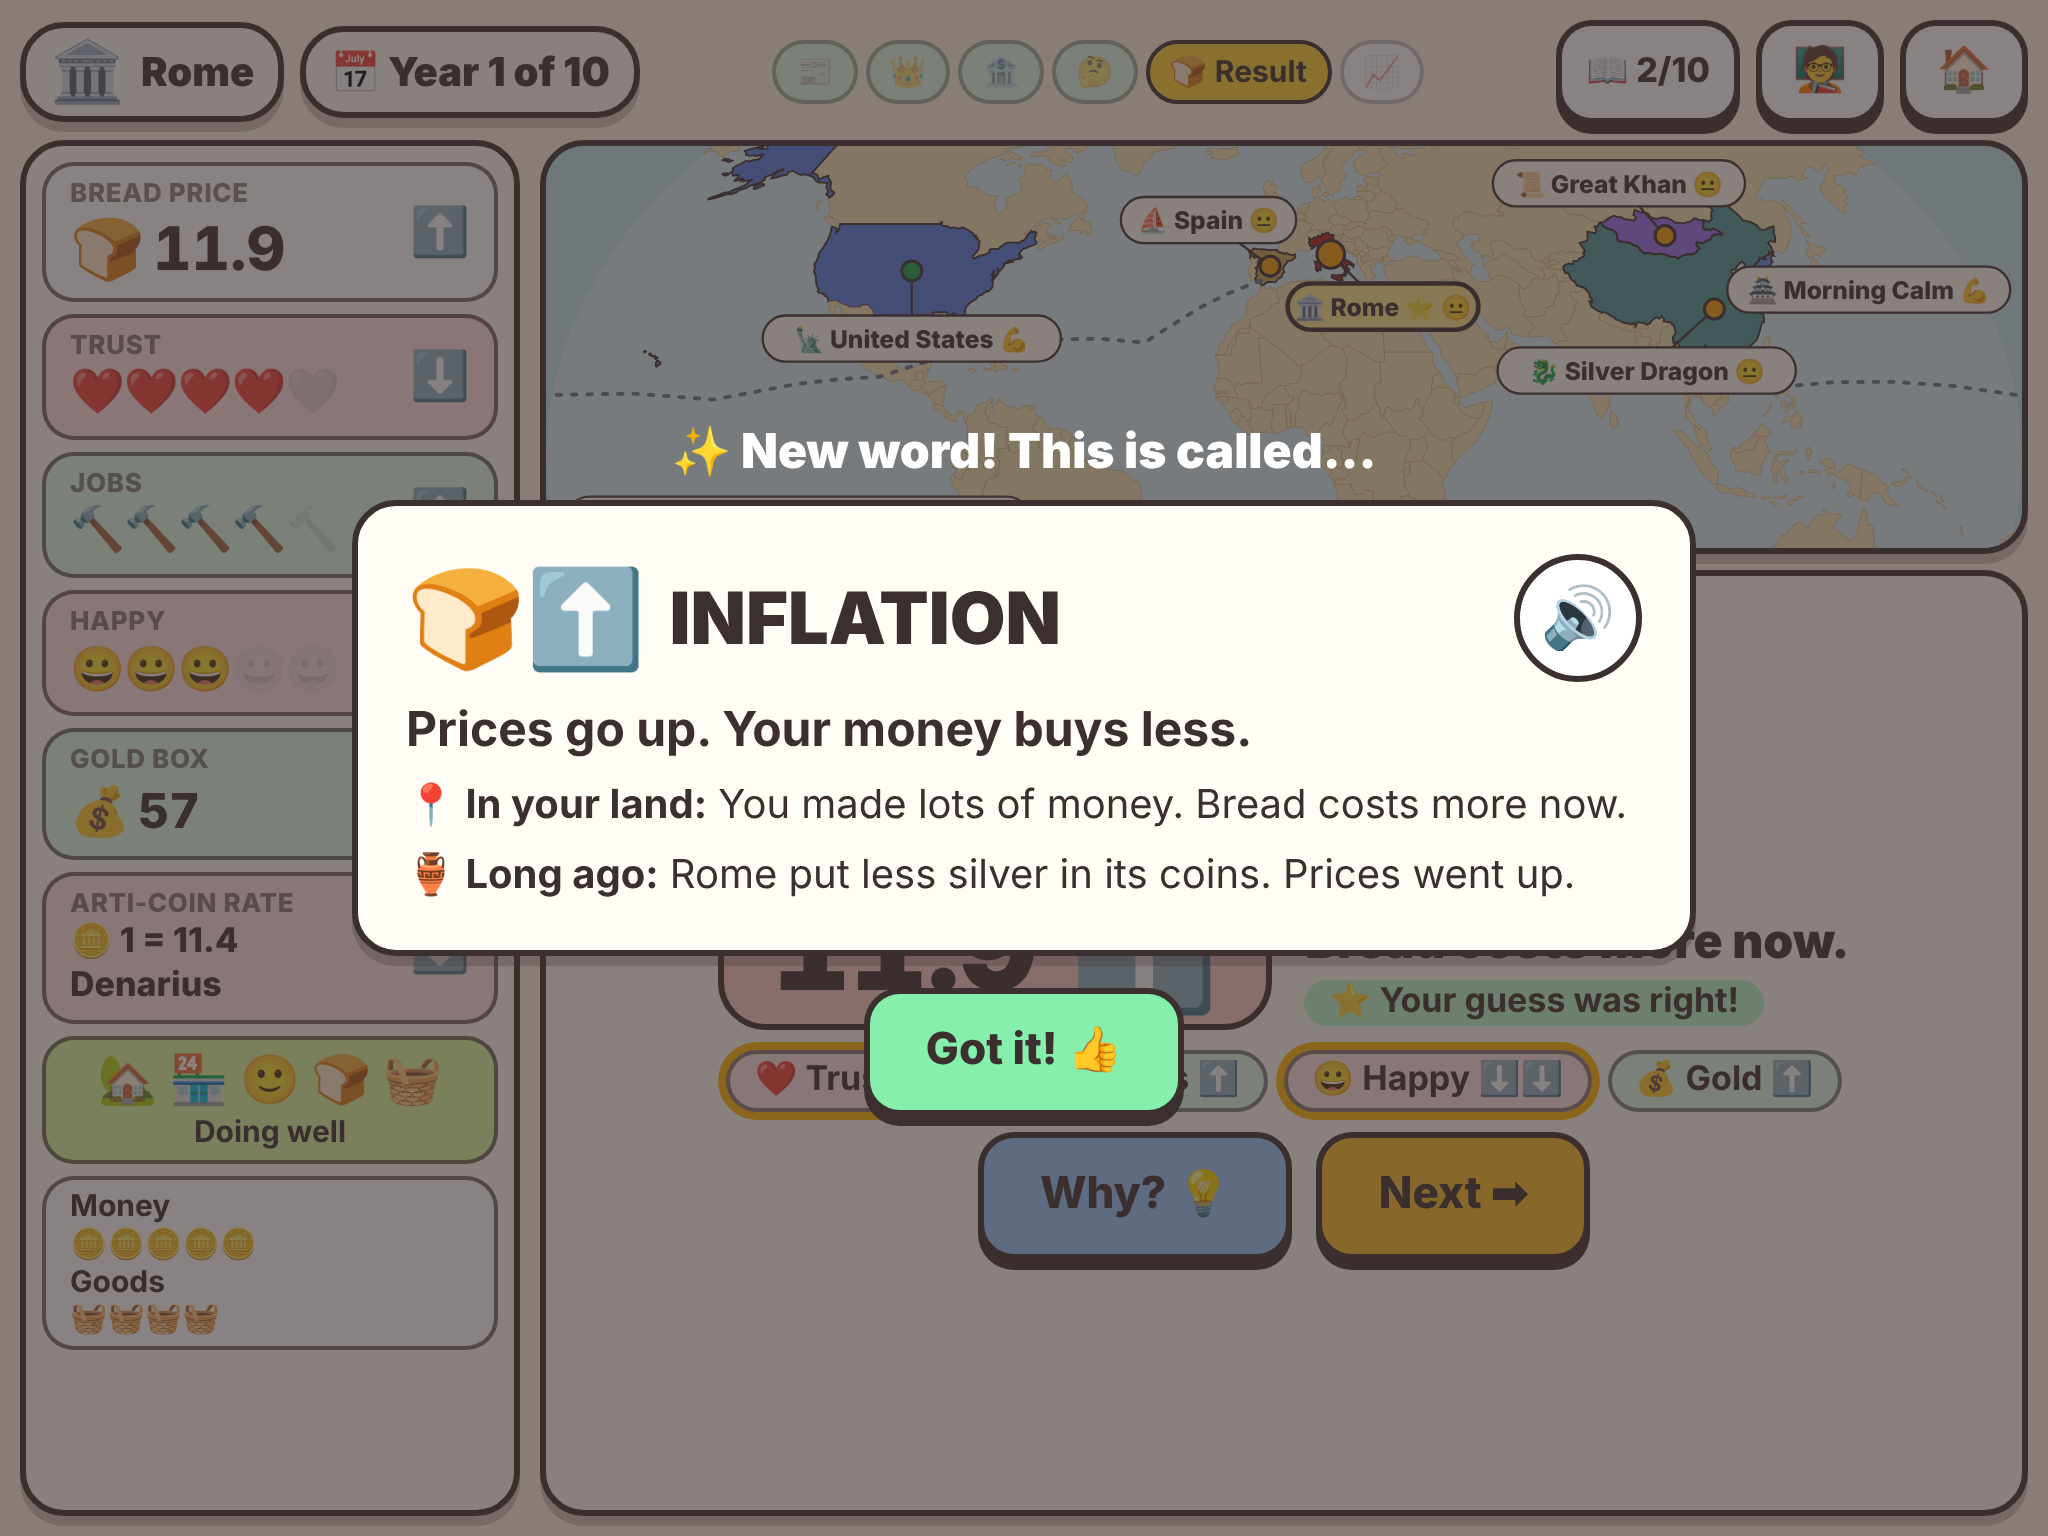 Rome
Year 1 of 10
Result
2/10
BREAD PRICE
11.9
TRUST
JOBS
HAPPY
GOLD BOX
57
ARTI-COIN RATE
1 = 11.4
Denarius
Doing well
Money
Goods
Great Khan
Spain
Rome
Morning Calm
United States
Silver Dragon
✨ New word! This is called...
INFLATION
Prices go up. Your money buys less.
In your land: You made lots of money. Bread costs more now.
Long ago: Rome put less silver in its coins. Prices went up.
Got it!
11.9
now.
Your guess was right!
Happy
Gold
Why?
Next